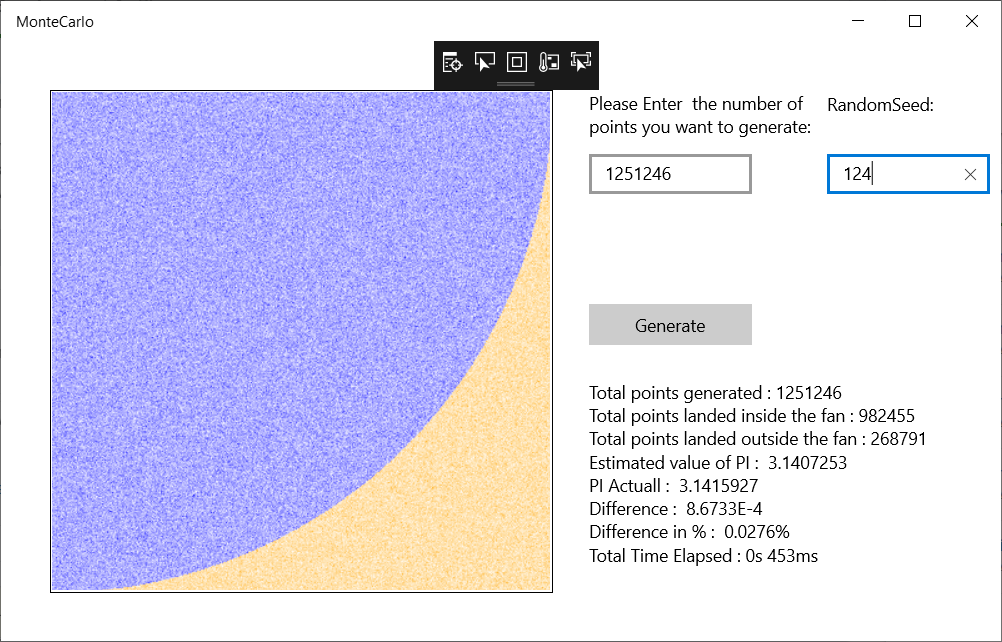 MonteCarlo
Please Enter  the number of
points you want to generate:
RandomSeed:
1251246
124
Generate
Total points generated : 1251246
Total points landed inside the fan : 982455
Total points landed outside the fan : 268791
Estimated value of PI :  3.1407253
PI Actuall :  3.1415927
Difference :  8.6733E-4
Difference in % :  0.0276%
Total Time Elapsed : 0s 453ms